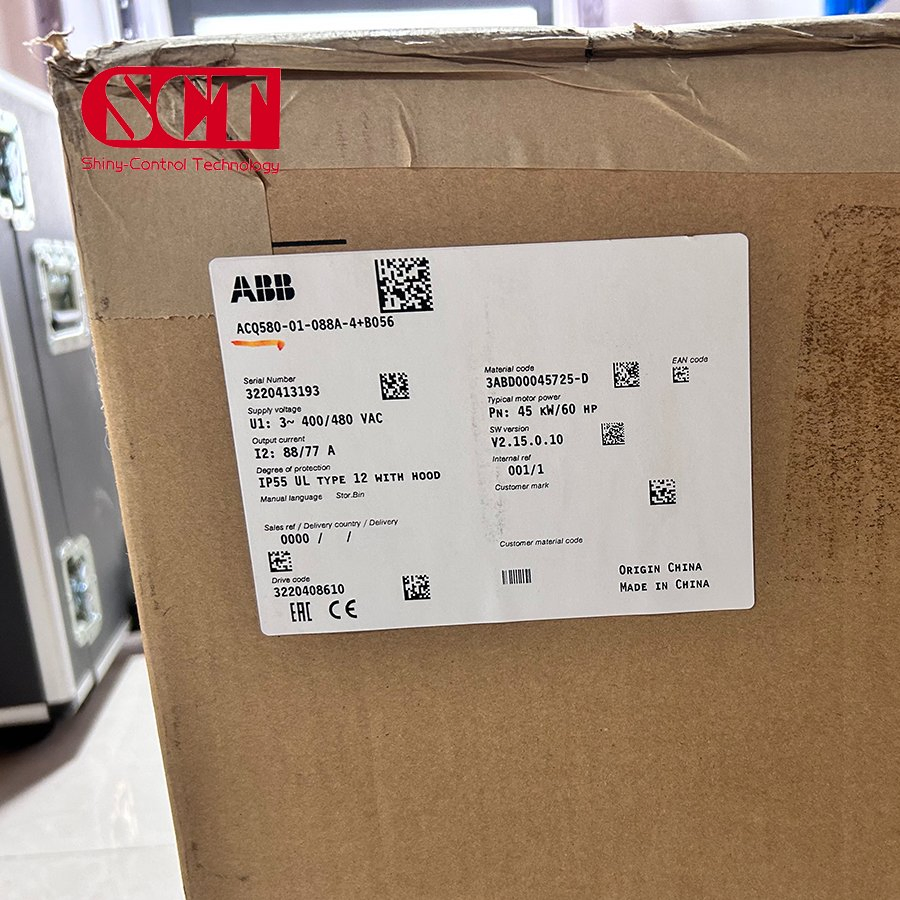 SCT
Shiny-Control Technology
ABB
ACQ580-01-088A-4+B056
Serial Number
3220413193
Supply voltage
U1: 3~ 400/480 VAC
Output current
I2: 88/77 A
Degree of protection
IP55 UL TYPE 12 WITH HOOD
Manual language Stor.Bin
Sales ref / Delivery country / Delivery
0000 / /
Drive code
3220408610
EAC CE
Material code
3ABD00045725-D
EAN code
Typical motor power
PN: 45 KW/60 HP
SW version
V2.15.0.10
Internal ref
001/1
Customer mark
Customer material code
ORIGIN CHINA
MADE IN CHINA